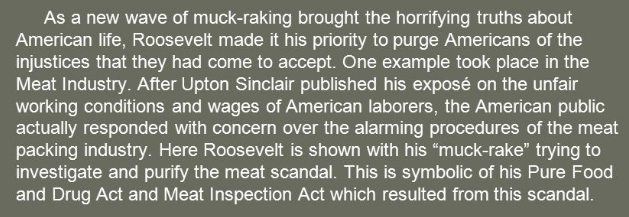 As a new wave of muck-raking brought the horrifying truths about
American life, Roosevelt made it his priority to purge Americans of the
injustices that they had come to accept. One example took place in the
Meat Industry. After Upton Sinclair published his exposé on the unfair
working conditions and wages of American laborers, the American public
actually responded with concern over the alarming procedures of the meat
packing industry. Here Roosevelt is shown with his “muck-rake” trying to
investigate and purify the meat scandal. This is symbolic of his Pure Food
and Drug Act and Meat Inspection Act which resulted from this scandal.